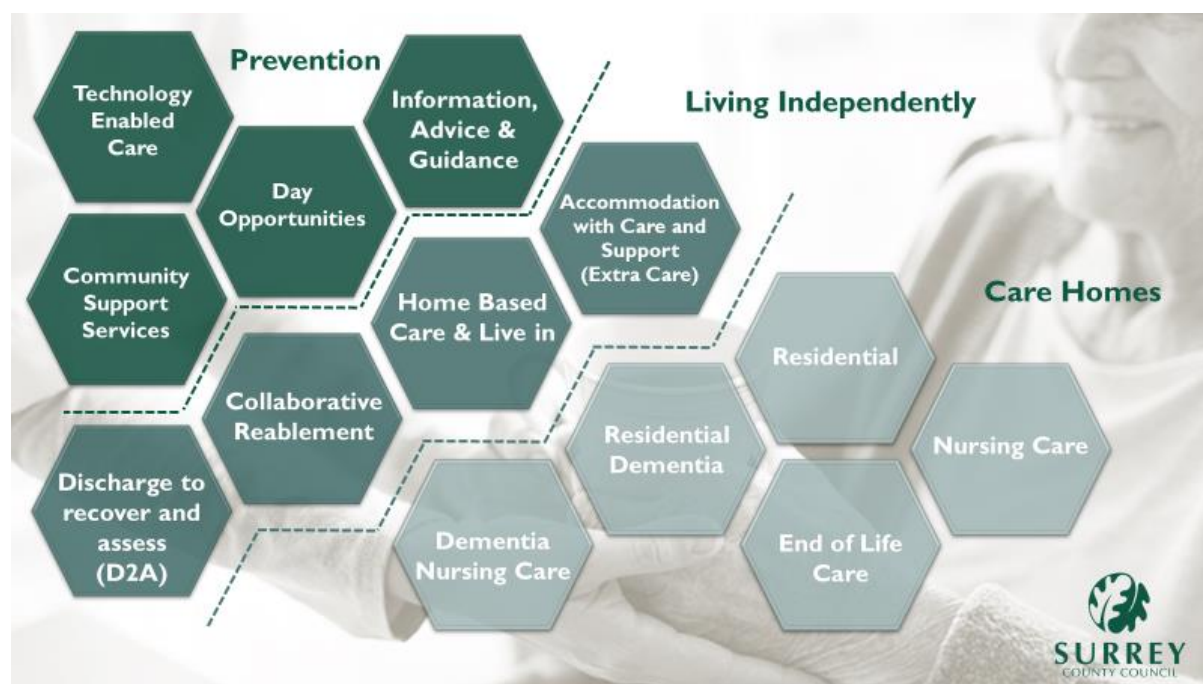 Prevention
Technology
Enabled
Care
Information,
Advice &
Guidance
Day
Opportunities
Community
Support
Services
Living Independently
Accommodation
with Care and
Support
(Extra Care)
Home Based
Care & Live in
Collaborative
Reablement
Discharge to
recover and
assess
(D2A)
Care Homes
Residential
Residential
Dementia
Nursing Care
Dementia
Nursing Care
End of Life
Care
SURREY
COUNTY COUNCIL